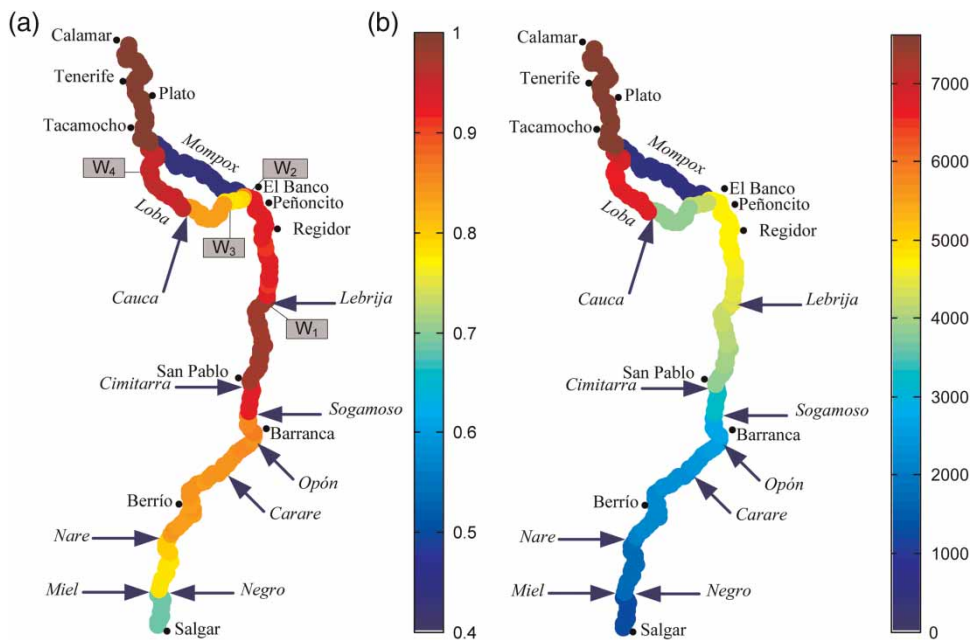 (a)
Calamar
Tenerife
Plato
Tacamocho
Mompox
W4
W2
El Banco
Peñoncito
Loba
W3
Regidor
Cauca
Lebrija
W1
San Pablo
Cimitarra
Sogamoso
Barranca
Opón
Berrío
Carare
Nare
Miel
Negro
Salgar
1
0.9
0.8
0.7
0.6
0.5
0.4
(b)
Calamar
Tenerife
Plato
Tacamocho
Mompox
El Banco
Peñoncito
Loba
Regidor
Cauca
Lebrija
San Pablo
Cimitarra
Sogamoso
Barranca
Opón
Berrío
Carare
Nare
Miel
Negro
Salgar
7000
6000
5000
4000
3000
2000
1000
0